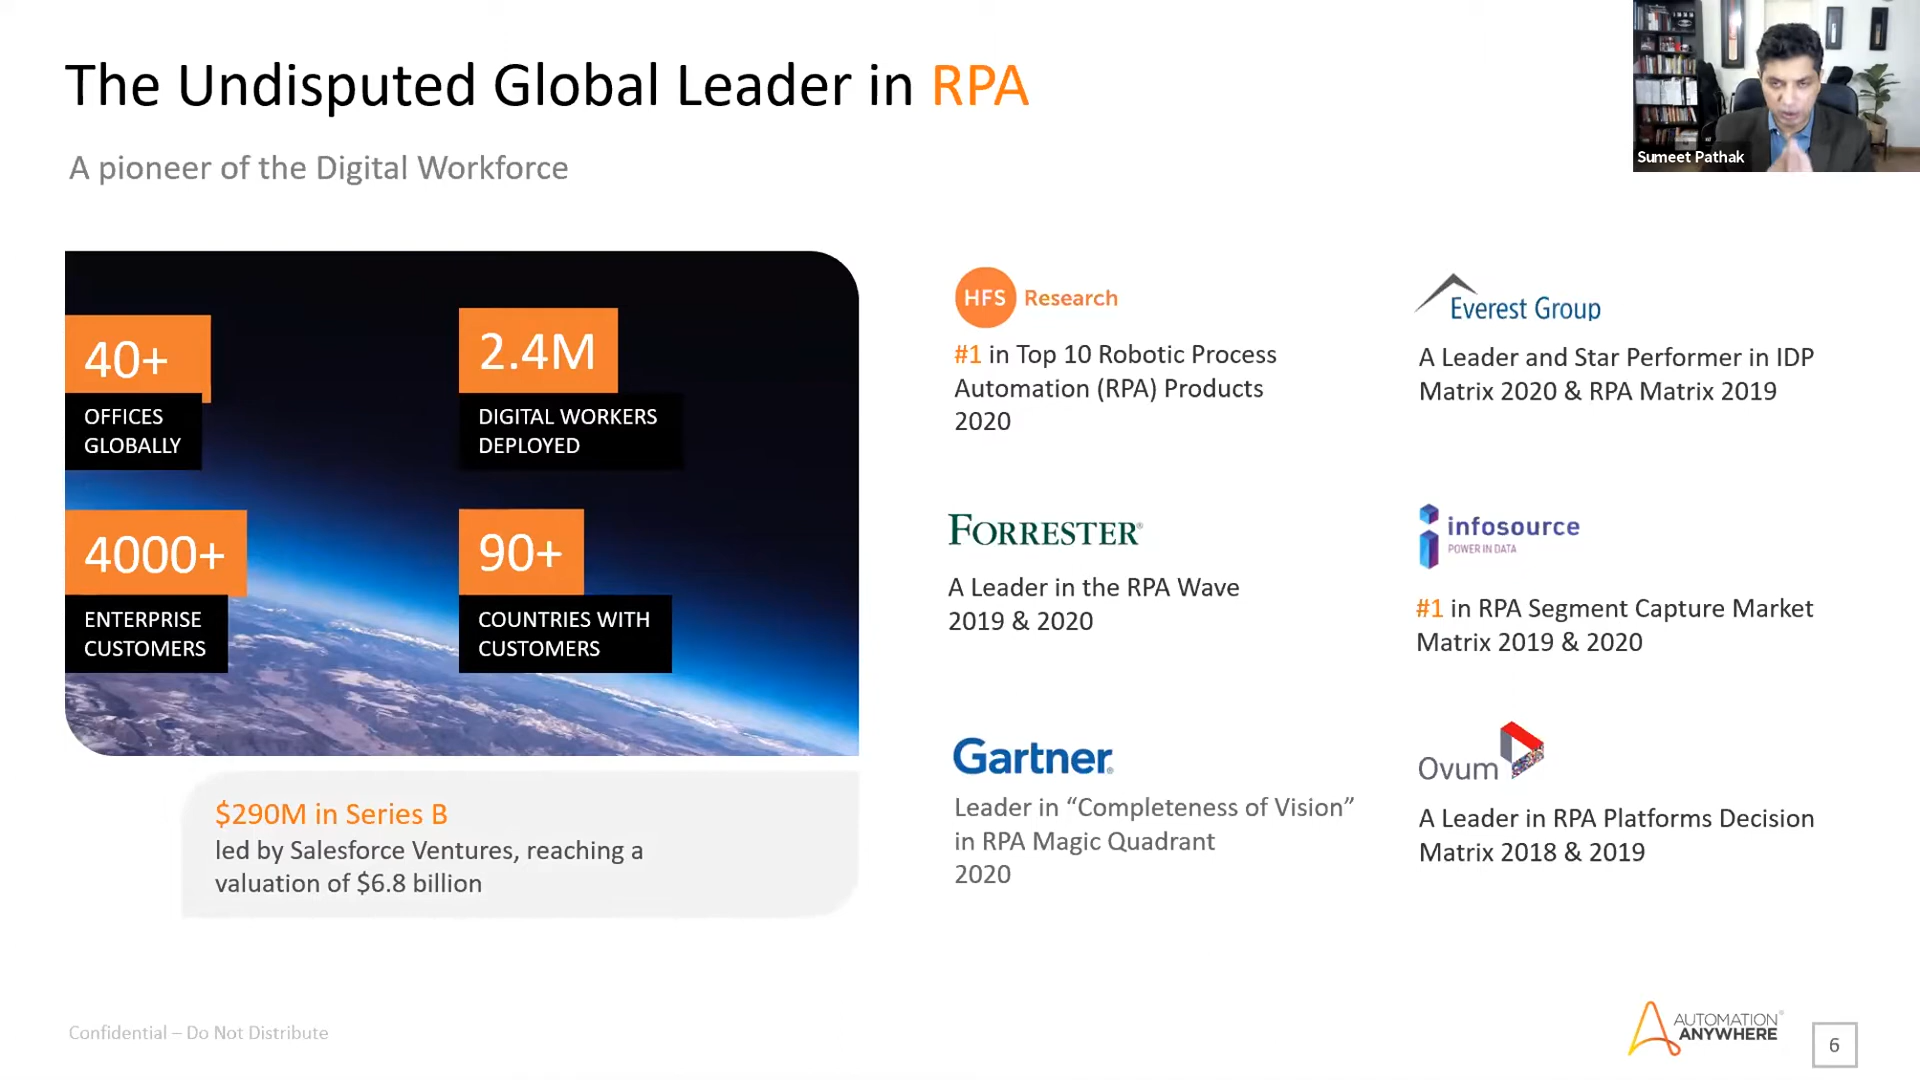 The Undisputed Global Leader in RPA
A pioneer of the Digital Workforce
Sumeet Pathak
40+
OFFICES
GLOBALLY
2.4M
DIGITAL WORKERS
DEPLOYED
4000+
ENTERPRISE
CUSTOMERS
90+
COUNTRIES WITH
CUSTOMERS
$290M in Series B
led by Salesforce Ventures, reaching a
valuation of $6.8 billion
HFS Research
#1 in Top 10 Robotic Process
Automation (RPA) Products
2020
Everest Group
A Leader and Star Performer in IDP
Matrix 2020 & RPA Matrix 2019
FORRESTER®
A Leader in the RPA Wave
2019 & 2020
infosource
POWER IN DATA
#1 in RPA Segment Capture Market
Matrix 2019 & 2020
Gartner®
Leader in “Completeness of Vision”
in RPA Magic Quadrant
2020
Ovum
A Leader in RPA Platforms Decision
Matrix 2018 & 2019
Confidential – Do Not Distribute
AUTOMATION
ANYWHERE
6